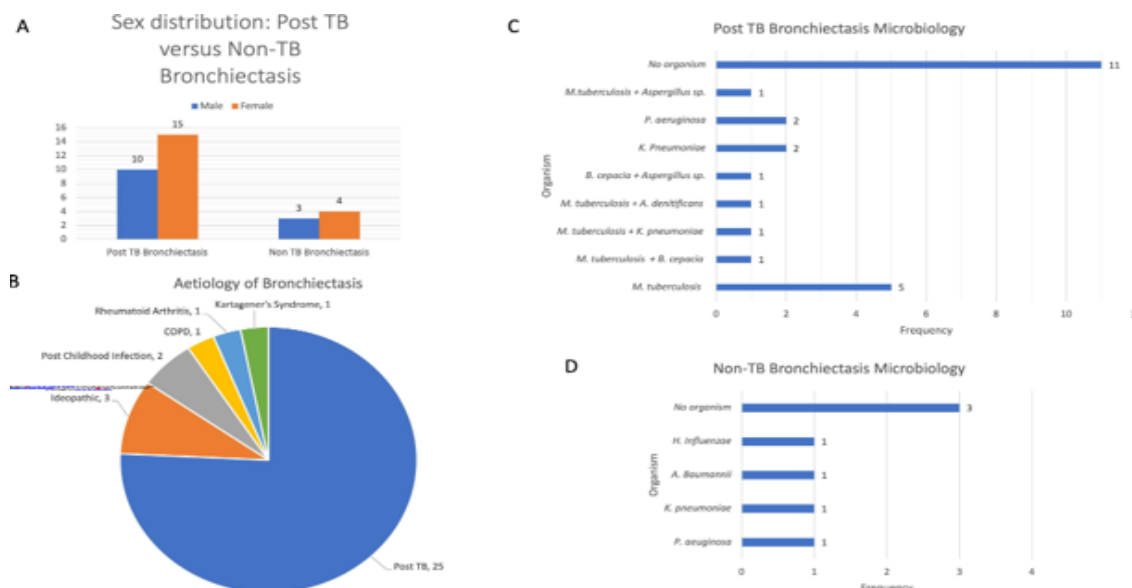 A
Sex distribution: Post TB
versus Non-TB
Bronchiectasis
Male Female
16
14
12
10
8
6
4
2
0
10
15
3
4
Post TB Bronchiectasis Non TB Bronchiectasis
B
Aetiology of Bronchiectasis
Kartagener's Syndrome, 1
Rheumatoid Arthritis, 1
COPD, 1
Post Childhood Infection, 2
Ideopathic, 3
Post TB, 25
C
Post TB Bronchiectasis Microbiology
Organism
No organism 11
M.tuberculosis + Aspergillus sp. 1
P. aeruginosa 2
K. Pneumoniae 2
B. cepacia + Aspergillus sp. 1
M. tuberculosis + A. denitificans 1
M. tuberculosis + K. pneumoniae 1
M. tuberculosis + B. cepacia 1
M. tuberculosis 5
0 2 4 6 8 10
Frequency
D
Non-TB Bronchiectasis Microbiology
Organism
No organism 3
H. Influenzae 1
A. Baumannii 1
K. pneumoniae 1
P. aeuginosa 1
0 1 2 3 4
Frequency